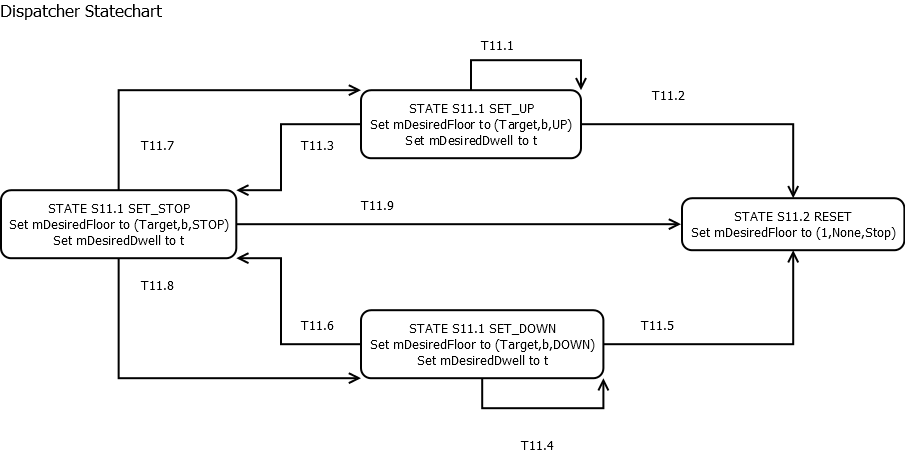 Dispatcher Statechart
T11.1
T11.2
STATE S11.1 SET_UP
Set mDesiredFloor to (Target,b,UP)
Set mDesiredDwell to t
T11.7
T11.3
STATE S11.1 SET_STOP
Set mDesiredFloor to (Target,b,STOP)
Set mDesiredDwell to t
T11.9
STATE S11.2 RESET
Set mDesiredFloor to (1,None,Stop)
T11.8
T11.6
STATE S11.1 SET_DOWN
Set mDesiredFloor to (Target,b,DOWN)
Set mDesiredDwell to t
T11.5
T11.4